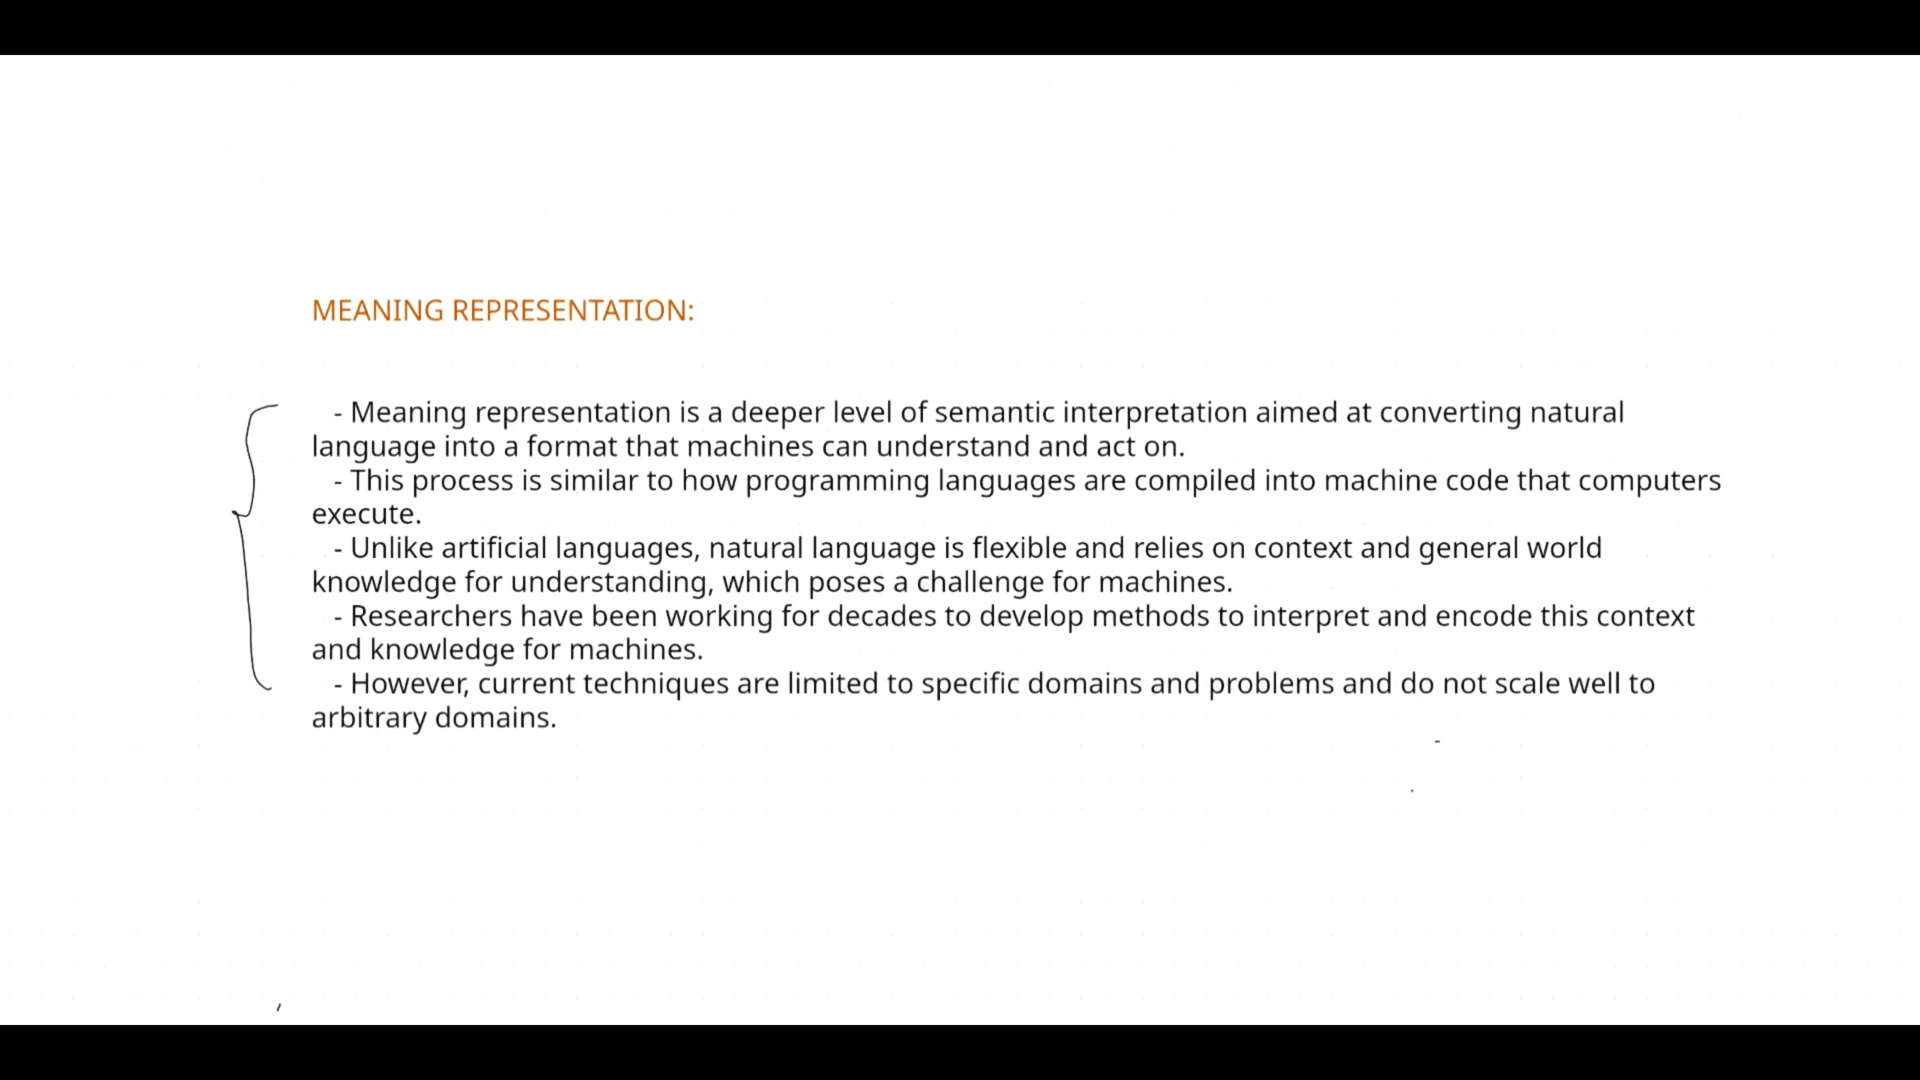 MEANING REPRESENTATION:
- Meaning representation is a deeper level of semantic interpretation aimed at converting natural
language into a format that machines can understand and act on.
- This process is similar to how programming languages are compiled into machine code that computers
execute.
- Unlike artificial languages, natural language is flexible and relies on context and general world
knowledge for understanding, which poses a challenge for machines.
- Researchers have been working for decades to develop methods to interpret and encode this context
and knowledge for machines.
- However, current techniques are limited to specific domains and problems and do not scale well to
arbitrary domains.